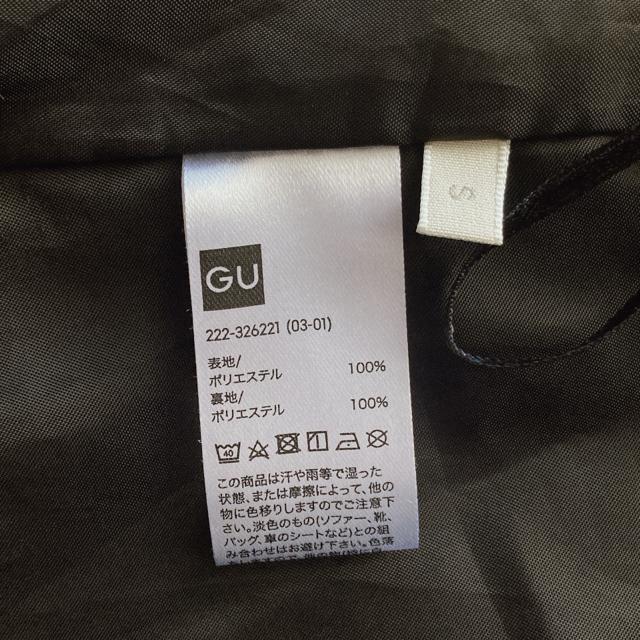 GU
S
222-326221 (03-01)
表地/
ポリエステル 100%
裏地/
ポリエステル 100%
40
この商品は汗や雨等で湿った
状態、または摩擦によって、他の
物に色移りしますのでご注意下
さい。淡色のもの(ソファー、靴、
バッグ、車のシートなど)との組
み合わせはお避け下さい。色落